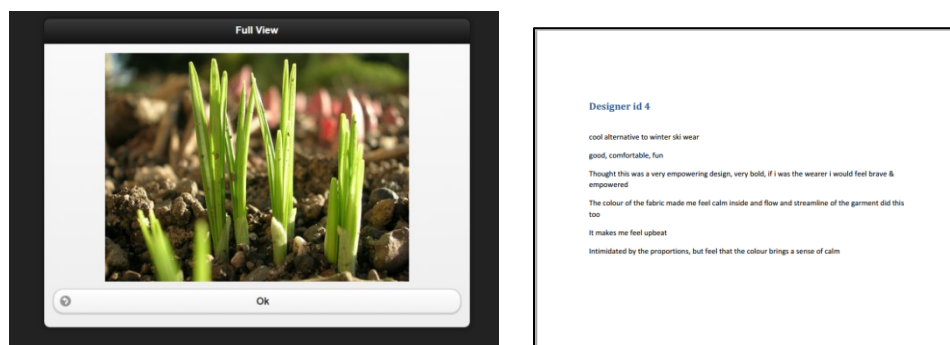 Full View
Ok
Designer id 4
cool alternative to winter ski wear
good, comfortable, fun
Thought this was a very empowering design, very bold, if i was the wearer i would feel brave &
empowered
The colour of the fabric made me feel calm inside and flow and streamline of the garment did this
too
It makes me feel upbeat
Intimidated by the proportions, but feel that the colour brings a sense of calm